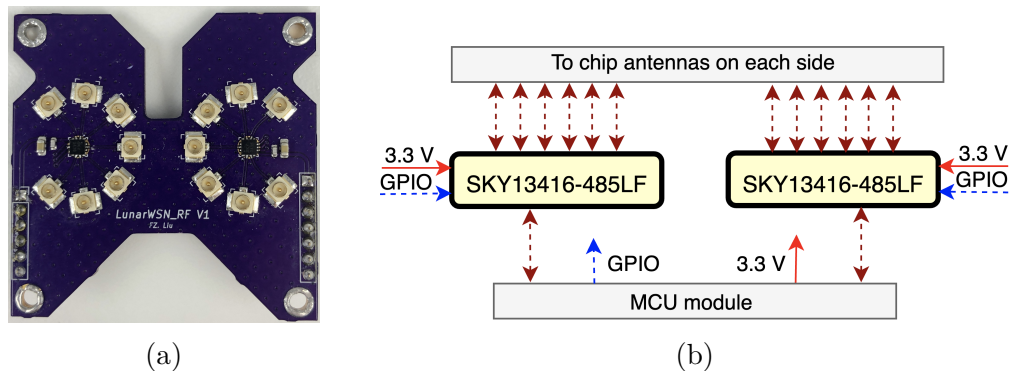 LunarWSN_RF V1
FZ. Liu
(a)
To chip antennas on each side
3.3 V
GPIO
SKY13416-485LF
SKY13416-485LF
3.3 V
GPIO
GPIO
3.3 V
MCU module
(b)